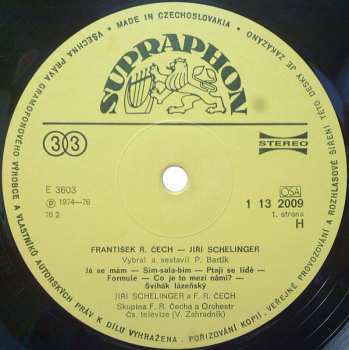 • MADE IN CZECHOSLOVAKIA •
VŠECHNA PRÁVA GRAMOFONOVÉHO VÝROBCE A VLASTNÍKŮ AUTORSKÝCH PRÁV K DÍLU VYHRAŽENA. POŘIZOVÁNÍ KOPIÍ, VEŘEJNÉ PROVOZOVÁNÍ A ROZHLASOVÉ ŠÍŘENÍ TÉTO DESKY JE ZAKÁZÁNO
SUPRAPHON
33
STEREO
E 3603
Ⓟ 1974—76
76 2
OSA
1 13 2009
1. strana
H
FRANTIŠEK R. ČECH — JIŘÍ SCHELINGER
Vybral a sestavil P. Bartík
Já se mám — Sim-sala-bim — Ptají se lidé —
Formule — Co je to mezi námi? —
Švihák lázeňský
JIŘÍ SCHELINGER a F. R. ČECH
Skupina F. R. Čecha a Orchestr
Čs. televize (V. Zahradník)